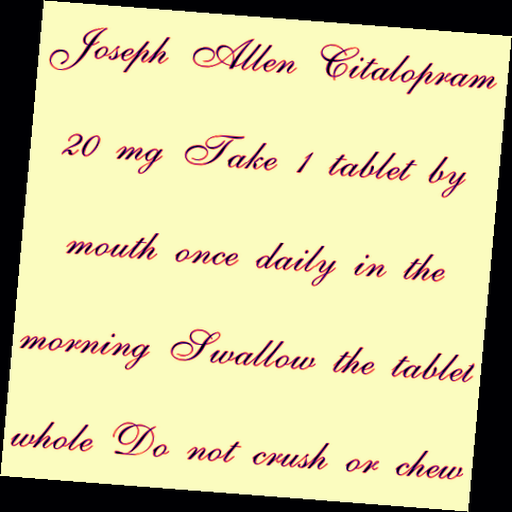 Joseph Allen Citalopram
20 mg Take 1 tablet by
mouth once daily in the
morning Swallow the tablet
whole Do not crush or chew